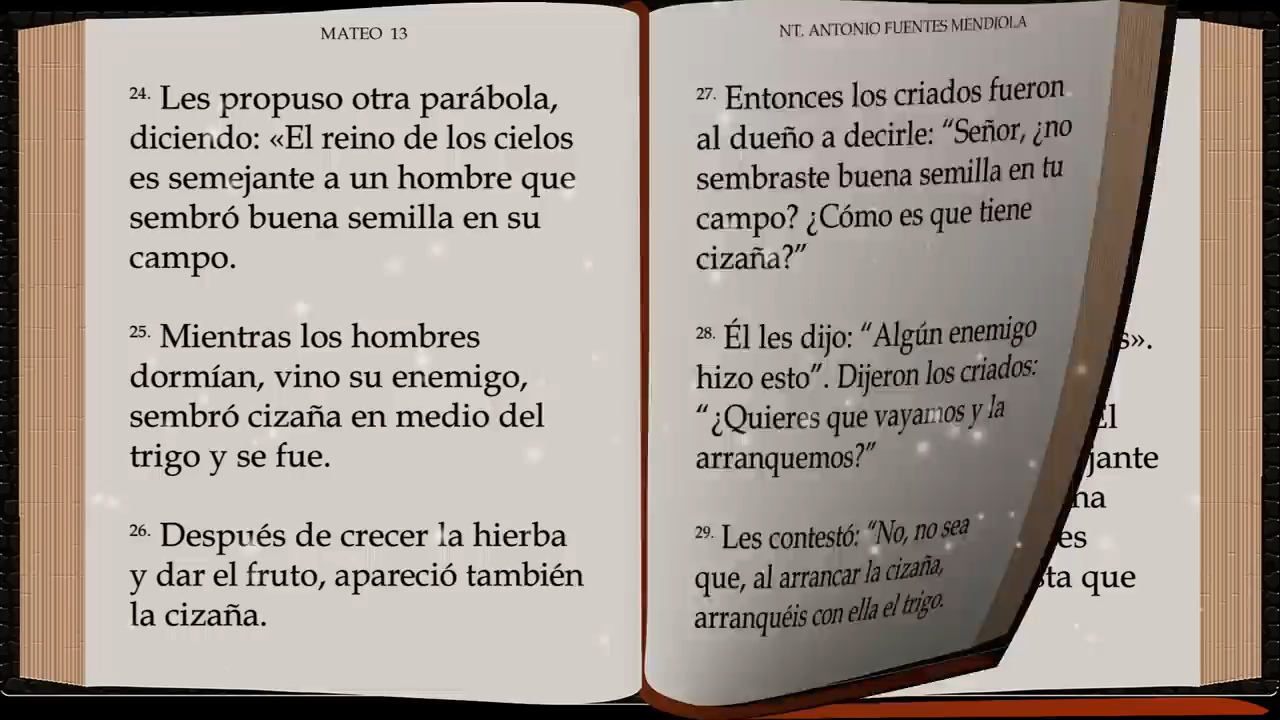 MATEO 13
24. Les propuso otra parábola,
diciendo: «El reino de los cielos
es semejante a un hombre que
sembró buena semilla en su
campo.
25. Mientras los hombres
dormían, vino su enemigo,
sembró cizaña en medio del
trigo y se fue.
26. Después de crecer la hierba
y dar el fruto, apareció también
la cizaña.
NT. ANTONIO FUENTES MENDIOLA
27. Entonces los criados fueron
al dueño a decirle: “Señor, ¿no
sembraste buena semilla en tu
campo? ¿Cómo es que tiene
cizaña?”
28. Él les dijo: “Algún enemigo
hizo esto”. Dijeron los criados:
“¿Quieres que vayamos y la
arranquemos?”
29. Les contestó: “No, no sea
que, al arrancar la cizaña,
arranquéis con ella el trigo.
s».
El
jante
na
es
sta que